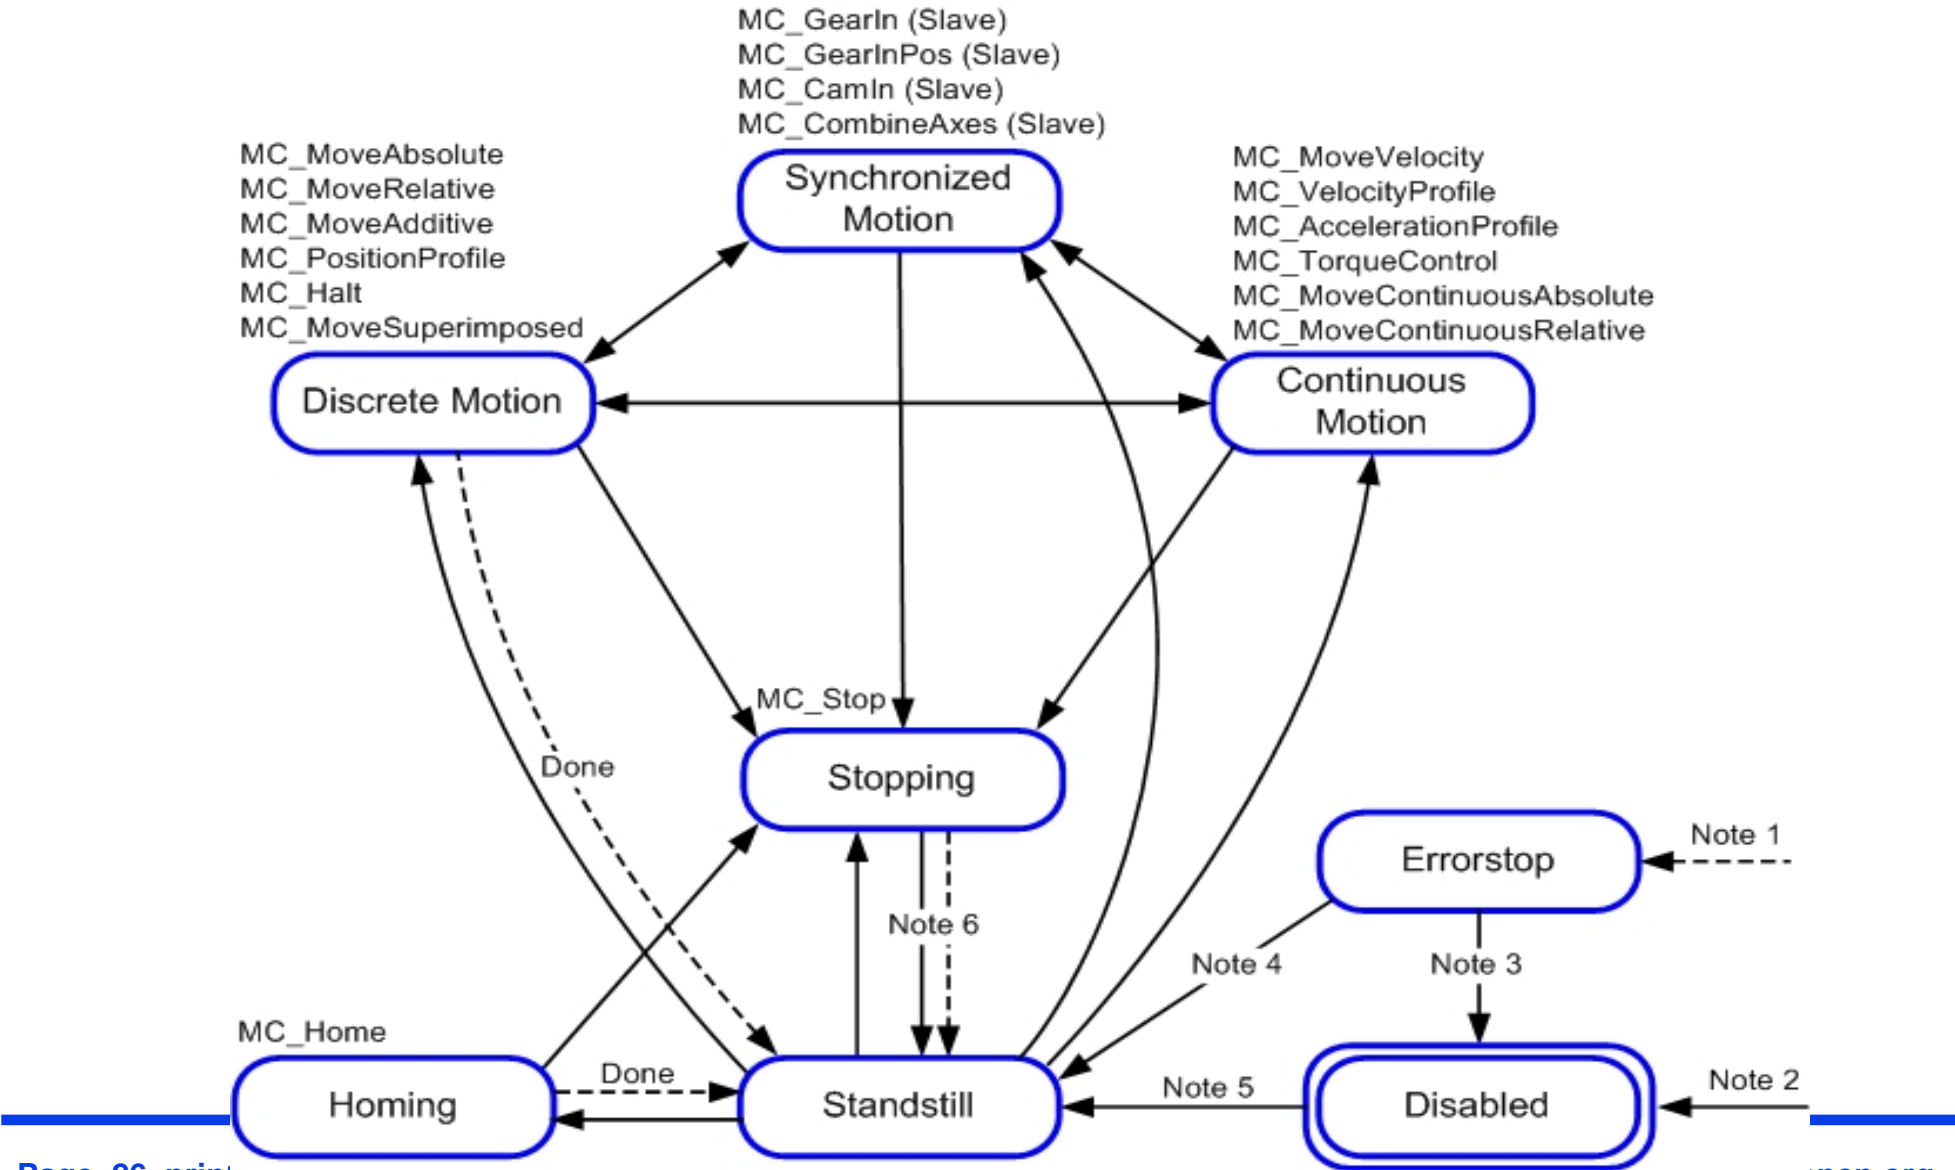 MC_GearIn (Slave)
MC_GearInPos (Slave)
MC_CamIn (Slave)
MC_CombineAxes (Slave)
Synchronized
Motion
MC_MoveAbsolute
MC_MoveRelative
MC_MoveAdditive
MC_PositionProfile
MC_Halt
MC_MoveSuperimposed
Discrete Motion
MC_MoveVelocity
MC_VelocityProfile
MC_AccelerationProfile
MC_TorqueControl
MC_MoveContinuousAbsolute
MC_MoveContinuousRelative
Continuous
Motion
MC_Stop
Stopping
Done
Note 6
Errorstop
Note 1
Note 4
Note 3
MC_Home
Homing
Done
Standstill
Note 5
Disabled
Note 2